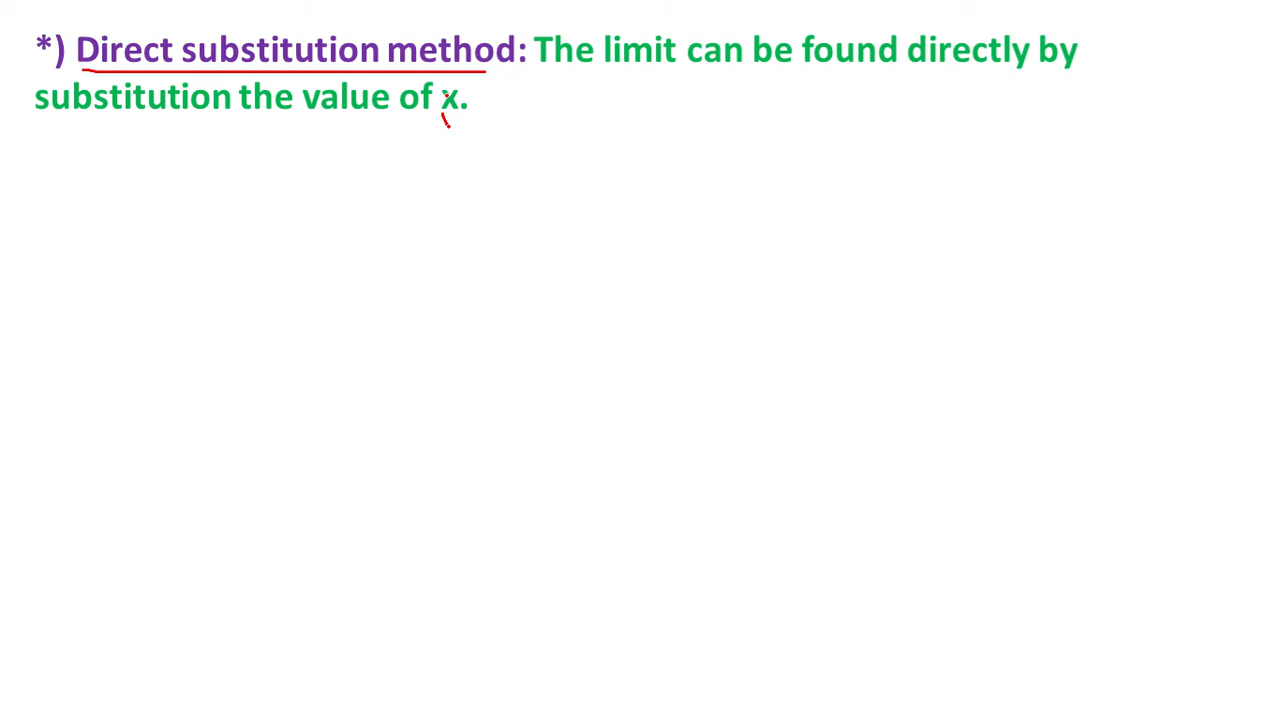 *) Direct substitution method: The limit can be found directly by
substitution the value of x.